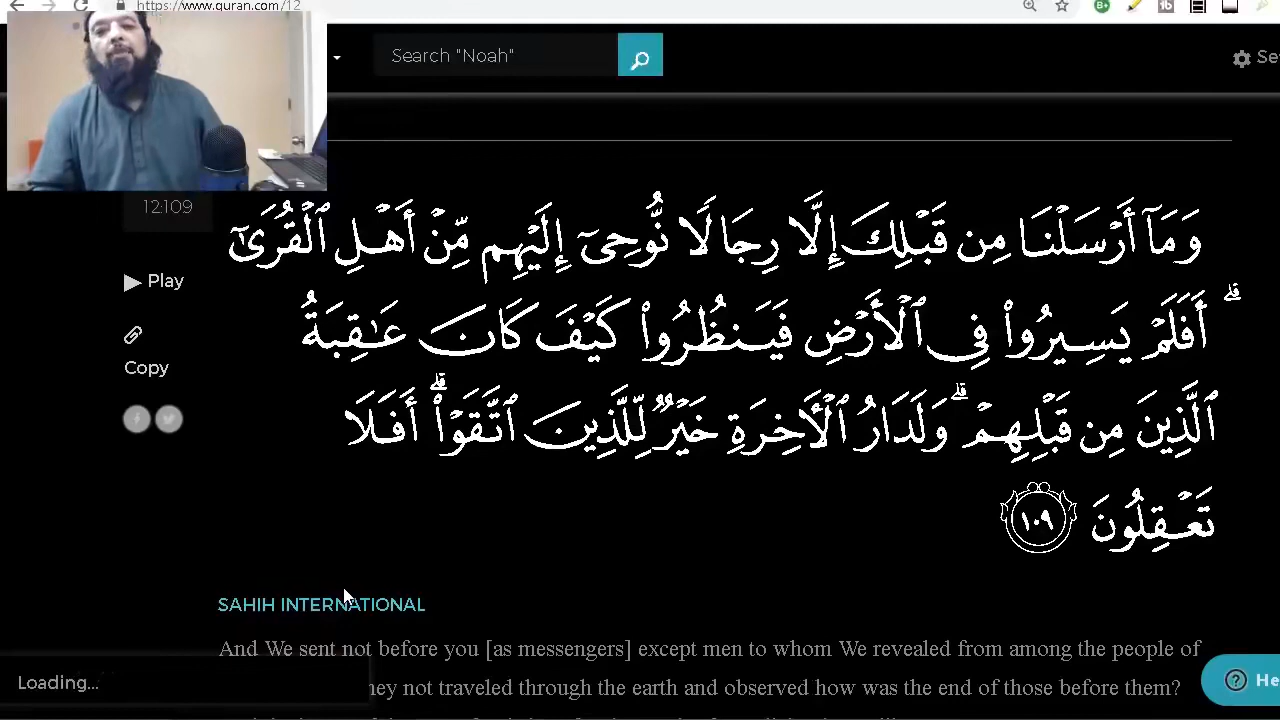 https://www.quran.com/12
Search "Noah"
Se
12:109
Play
Copy
وَمَآ أَرْسَلْنَا مِن قَبْلِكَ إِلَّا رِجَالًا نُّوحِىٓ إِلَيْهِم مِّنْ أَهْلِ ٱلْقُرَىٰٓ
ۗ أَفَلَمْ يَسِيرُوا۟ فِى ٱلْأَرْضِ فَيَنظُرُوا۟ كَيْفَ كَانَ عَـٰقِبَةُ
ٱلَّذِينَ مِن قَبْلِهِمْ ۗ وَلَدَارُ ٱلْـَٔاخِرَةِ خَيْرٌ لِّلَّذِينَ ٱتَّقَوْا۟ ۗ أَفَلَا
تَعْقِلُونَ ١٠٩
SAHIH INTERNATIONAL
And We sent not before you [as messengers] except men to whom We revealed from among the people of
hey not traveled through the earth and observed how was the end of those before them?
Loading...
He